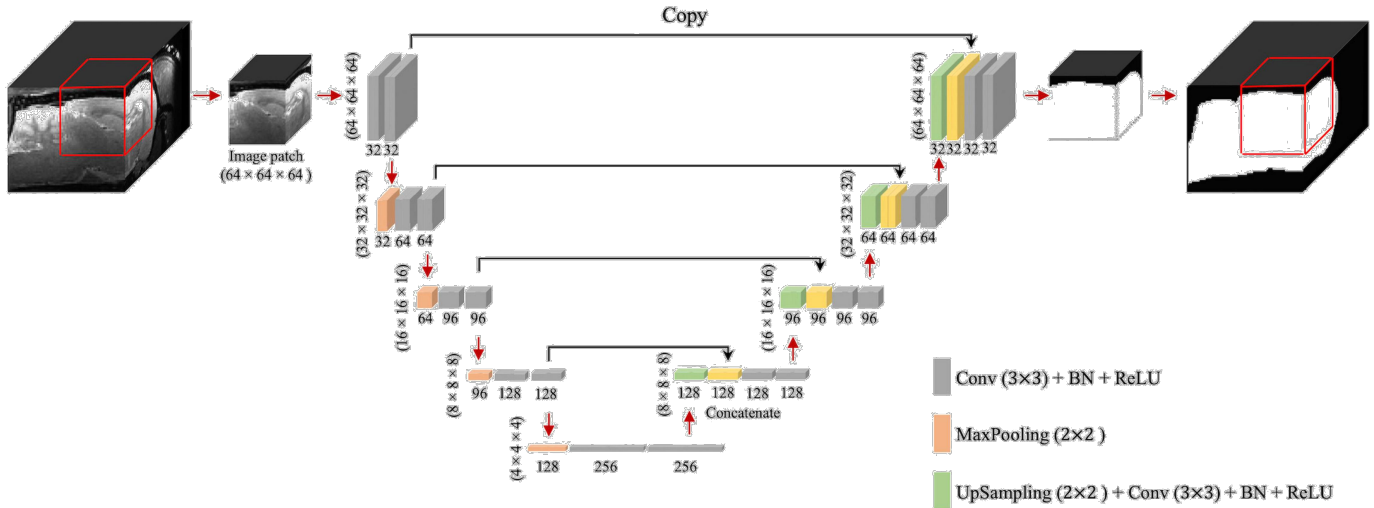 Copy
(64 × 64 × 64)
32 32
Image patch
(64 × 64 × 64 )
(64 × 64 × 64)
32 32 32 32
(32 × 32 × 32)
32 64 64
(32 × 32 × 32)
64 64 64 64
(16 × 16 × 16)
64 96 96
(16 × 16 × 16)
96 96 96 96
(8 × 8 × 8)
96 128 128
(8 × 8 × 8)
128 128 128 128
Concatenate
(4 × 4 × 4)
128 256 256
Conv (3×3) + BN + ReLU
MaxPooling (2×2 )
UpSampling (2×2 ) + Conv (3×3) + BN + ReLU